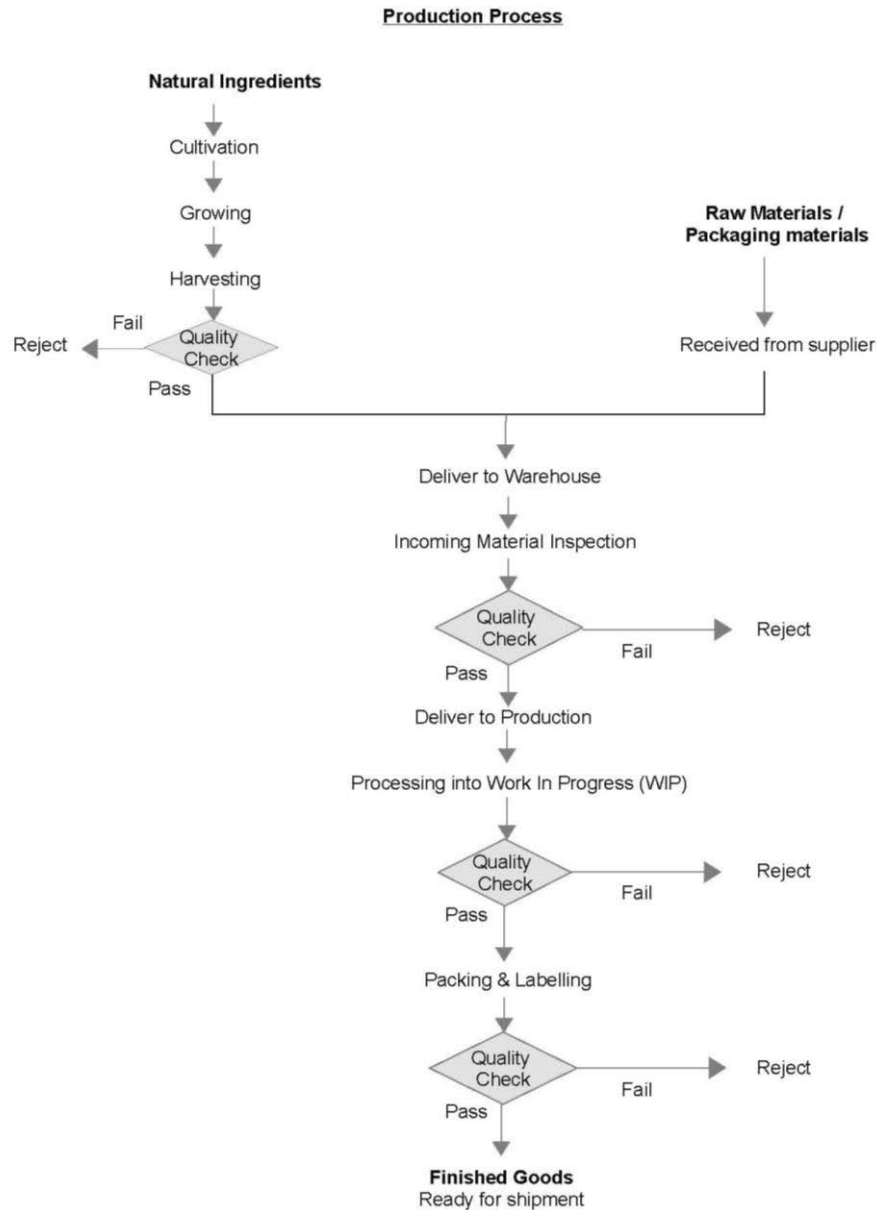 Production Process
Natural Ingredients
Cultivation
Growing
Harvesting
Raw Materials /
Packaging materials
Received from supplier
Reject
Fail
Quality
Check
Pass
Deliver to Warehouse
Incoming Material Inspection
Quality
Check
Fail
Reject
Pass
Deliver to Production
Processing into Work In Progress (WIP)
Quality
Check
Fail
Reject
Pass
Packing & Labelling
Quality
Check
Fail
Reject
Pass
Finished Goods
Ready for shipment